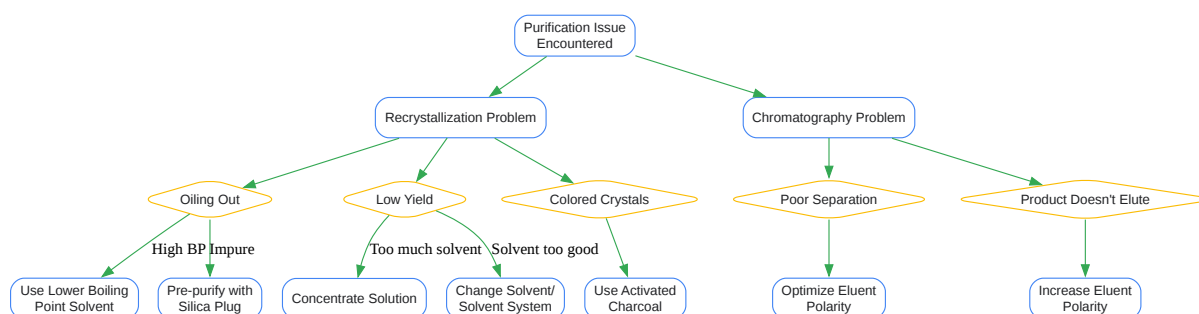 Purification Issue
Encountered
Recrystallization Problem
Chromatography Problem
Oiling Out
Low Yield
Colored Crystals
Poor Separation
Product Doesn't Elute
High BP
Impure
Too much solvent
Solvent too good
Use Lower Boiling
Point Solvent
Pre-purify with
Silica Plug
Concentrate Solution
Change Solvent/
Solvent System
Use Activated
Charcoal
Optimize Eluent
Polarity
Increase Eluent
Polarity